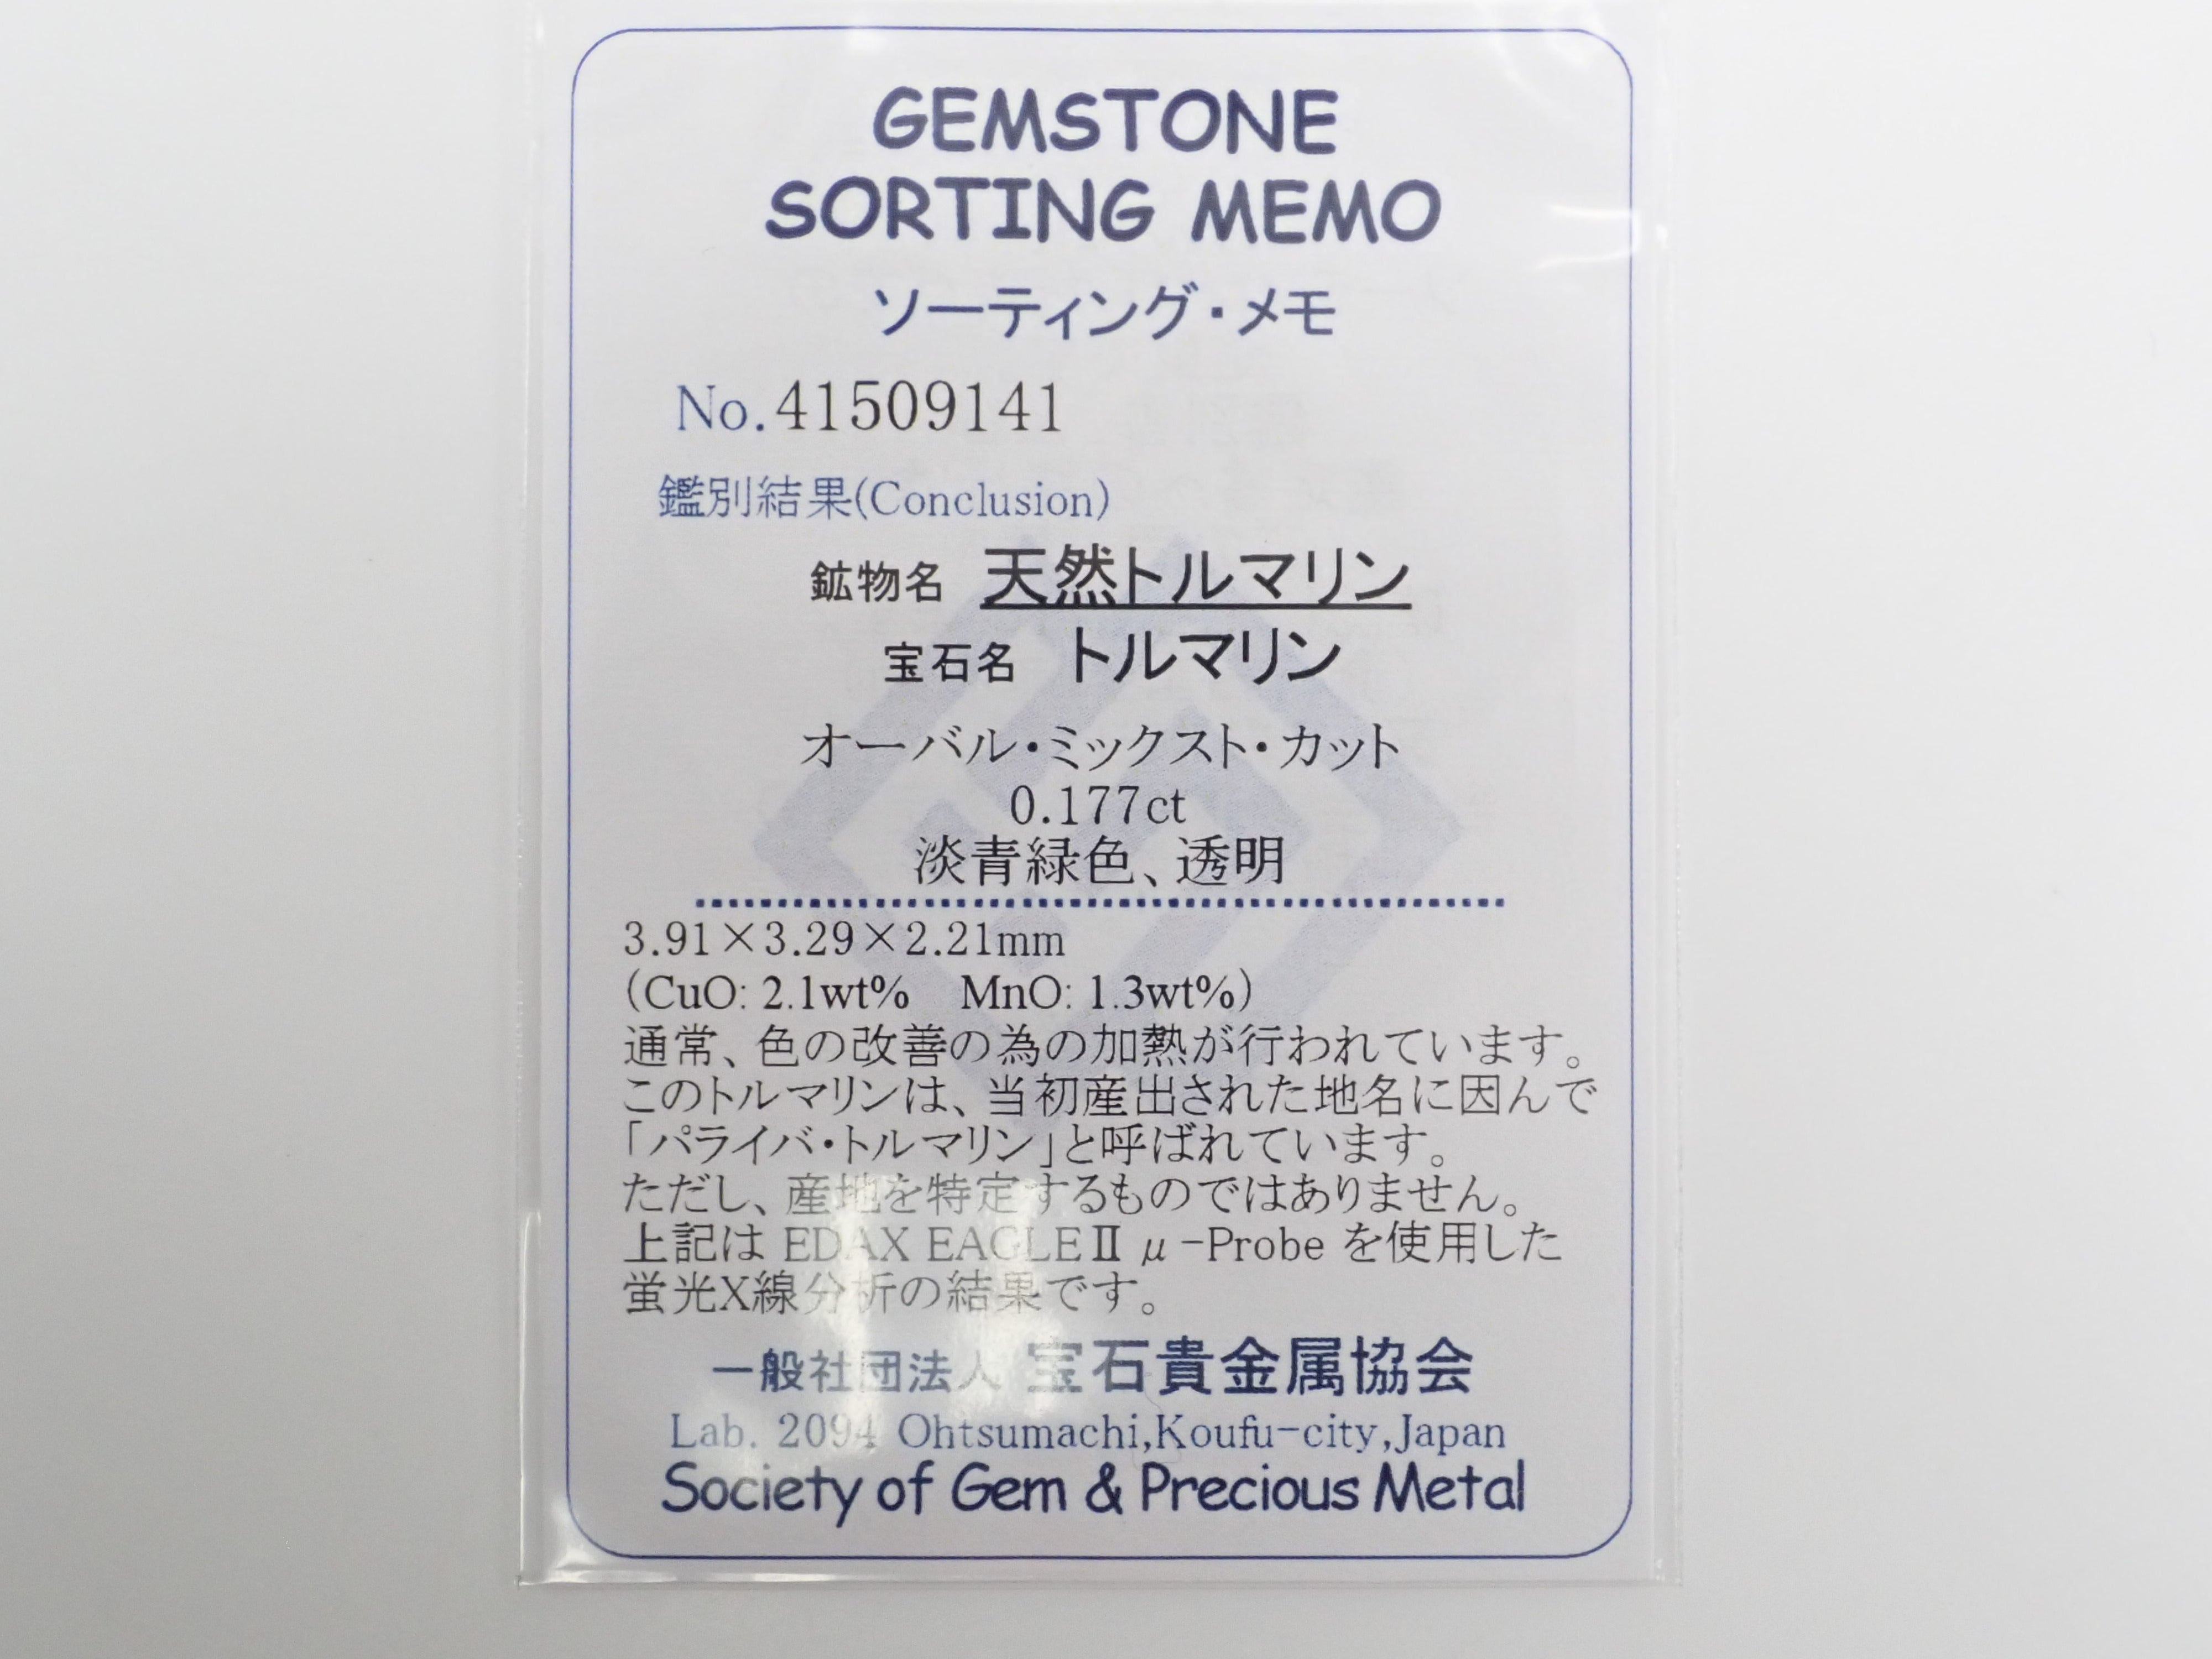 GEMSTONE
SORTING MEMO
ソーティング・メモ
No.41509141
鑑別結果(Conclusion)
鉱物名 天然トルマリン
宝石名 トルマリン
オーバル・ミックスト・カット
0.177ct
淡青緑色、透明
3.91×3.29×2.21mm
(CuO: 2.1wt% MnO: 1.3wt%)
通常、色の改善の為の加熱が行われています。
このトルマリンは、当初産出された地名に因んで
「パライバ・トルマリン」と呼ばれています。
ただし、産地を特定するものではありません。
上記は EDAX EAGLEⅡ μ-Probe を使用した
蛍光X線分析の結果です。
一般社団法人 宝石貴金属協会
Lab. 2094 Ohtsumachi,Koufu-city,Japan
Society of Gem & Precious Metal